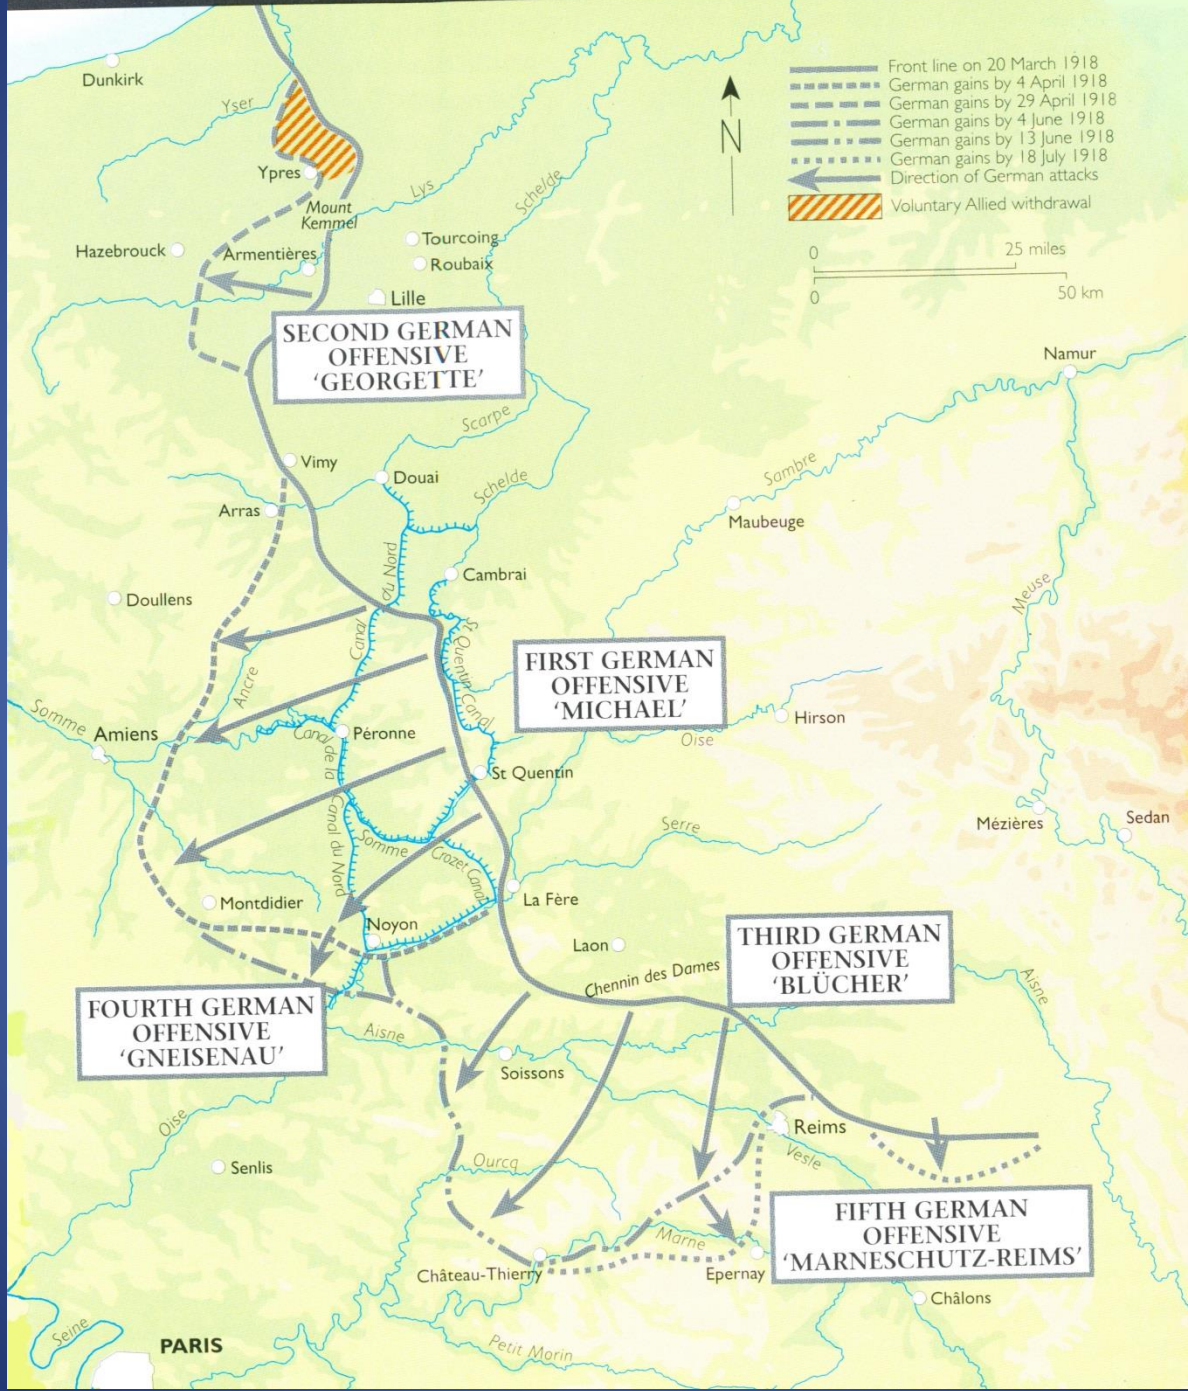 Front line on 20 March 1918
German gains by 4 April 1918
German gains by 29 April 1918
German gains by 4 June 1918
German gains by 13 June 1918
German gains by 18 July 1918
Direction of German attacks
Voluntary Allied withdrawal
0
25 miles
0
50 km
N
Dunkirk
Yser
Ypres
Mount
Kemmel
Lys
Schelde
Hazebrouck
Armentières
Tourcoing
Roubaix
Lille
SECOND GERMAN
OFFENSIVE
‘GEORGETTE’
Namur
Scarpe
Vimy
Douai
Schelde
Sambre
Arras
Maubeuge
Cambrai
Canal
du Nord
Doullens
Meuse
St Quentin Canal
FIRST GERMAN
OFFENSIVE
‘MICHAEL’
Ancre
Somme
Amiens
Canal de la
Péronne
Hirson
Oise
St Quentin
Mézières
Sedan
Somme
Canal du Nord
Crozet Canal
Serre
Montdidier
La Fère
Noyon
Laon
Chennin des Dames
THIRD GERMAN
OFFENSIVE
‘BLÜCHER’
Aisne
FOURTH GERMAN
OFFENSIVE
‘GNEISENAU’
Aisne
Soissons
Oise
Reims
Vesle
Senlis
Ourcq
FIFTH GERMAN
OFFENSIVE
‘MARNESCHUTZ-REIMS’
Marne
Château-Thierry
Epernay
Châlons
Seine
PARIS
Petit Morin